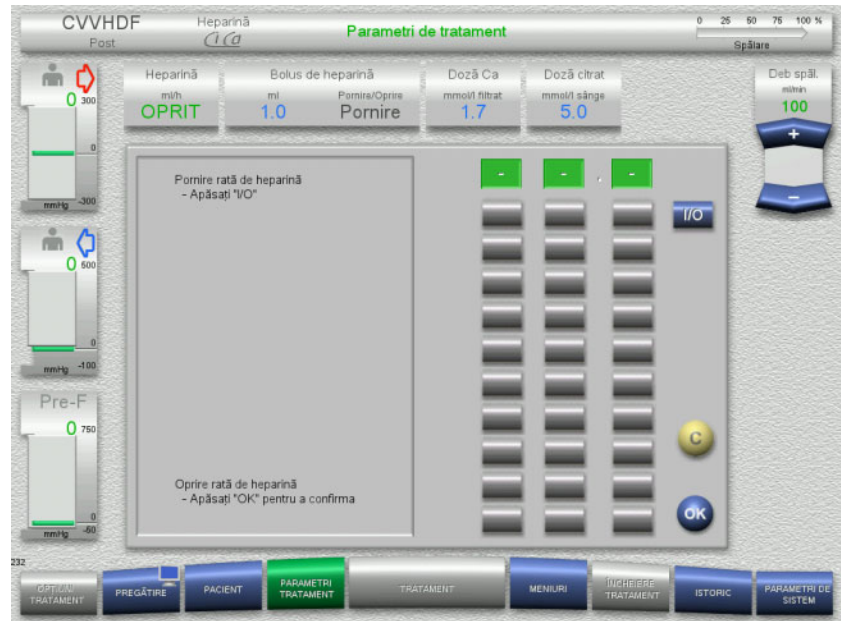 CVVHDF
Post
Heparină
Ci Ca
Parametri de tratament
0 25 50 75 100 %
Spălare
0 300
0
mmHg -300
0 600
0
mmHg -100
Pre-F
0 750
0
mmHg -50
Heparină
ml/h
OPRIT
Bolus de heparină
ml Pornire/Oprire
1.0 Pornire
Doză Ca
mmol/l filtrat
1.7
Doză citrat
mmol/l sânge
5.0
Deb spăl.
ml/min
100
+
−
Pornire rată de heparină
- Apăsați "I/O"
Oprire rată de heparină
- Apăsați "OK" pentru a confirma
- - . -
I/O
C
OK
232
OPȚIUNI TRATAMENT
PREGĂTIRE
PACIENT
PARAMETRI TRATAMENT
TRATAMENT
MENIURI
ÎNCHEIERE TRATAMENT
ISTORIC
PARAMETRI DE SISTEM